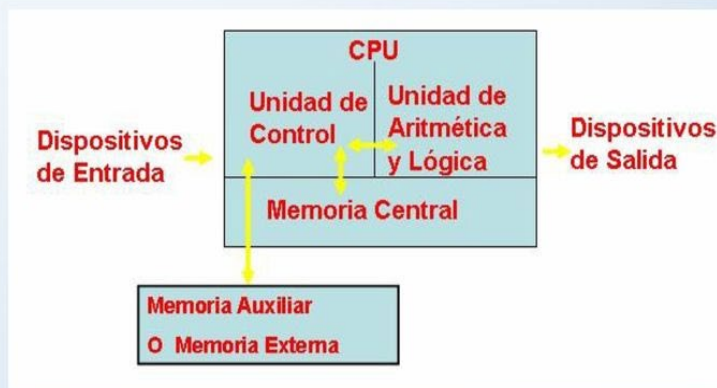 CPU
Unidad de
Control
Unidad de
Aritmética
y Lógica
Dispositivos
de Entrada
Dispositivos
de Salida
Memoria Central
Memoria Auxiliar
O Memoria Externa